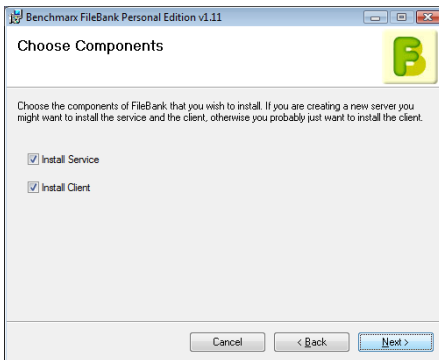 Benchmarx FileBank Personal Edition v1.11
Choose Components
Choose the components of FileBank that you wish to install. If you are creating a new server you
might want to install the service and the client, otherwise you probably just want to install the client.
Install Service
Install Client
Cancel
< Back
Next >